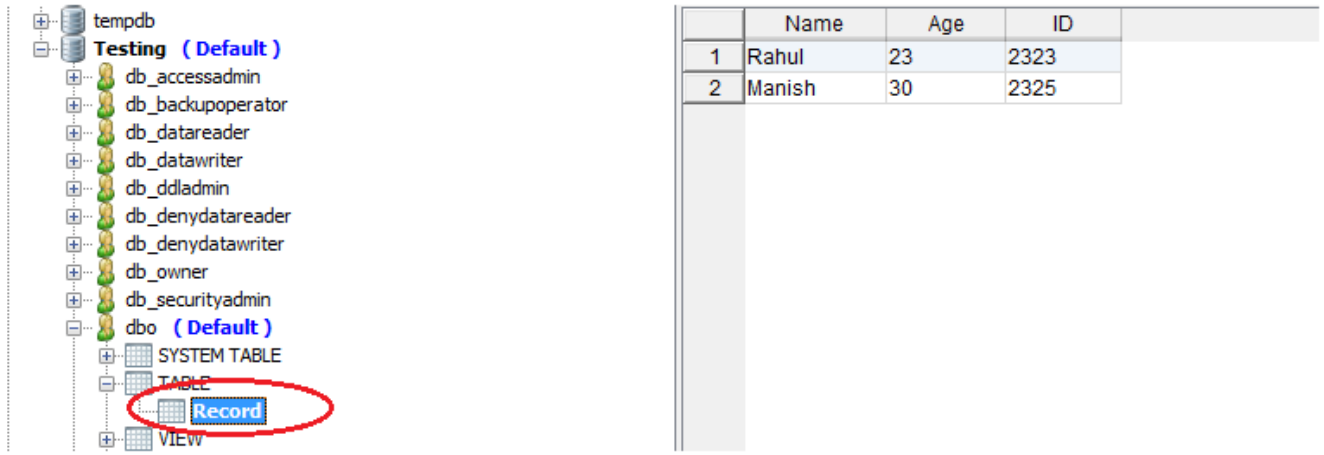 tempdb
Testing ( Default )
db_accessadmin
db_backupoperator
db_datareader
db_datawriter
db_ddladmin
db_denydatareader
db_denydatawriter
db_owner
db_securityadmin
dbo ( Default )
SYSTEM TABLE
TABLE
Record
VIEW
Name Age ID
1 Rahul 23 2323
2 Manish 30 2325